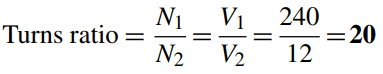 Turns ratio = N₁/N₂ = V₁/V₂ = 240/12 = 20